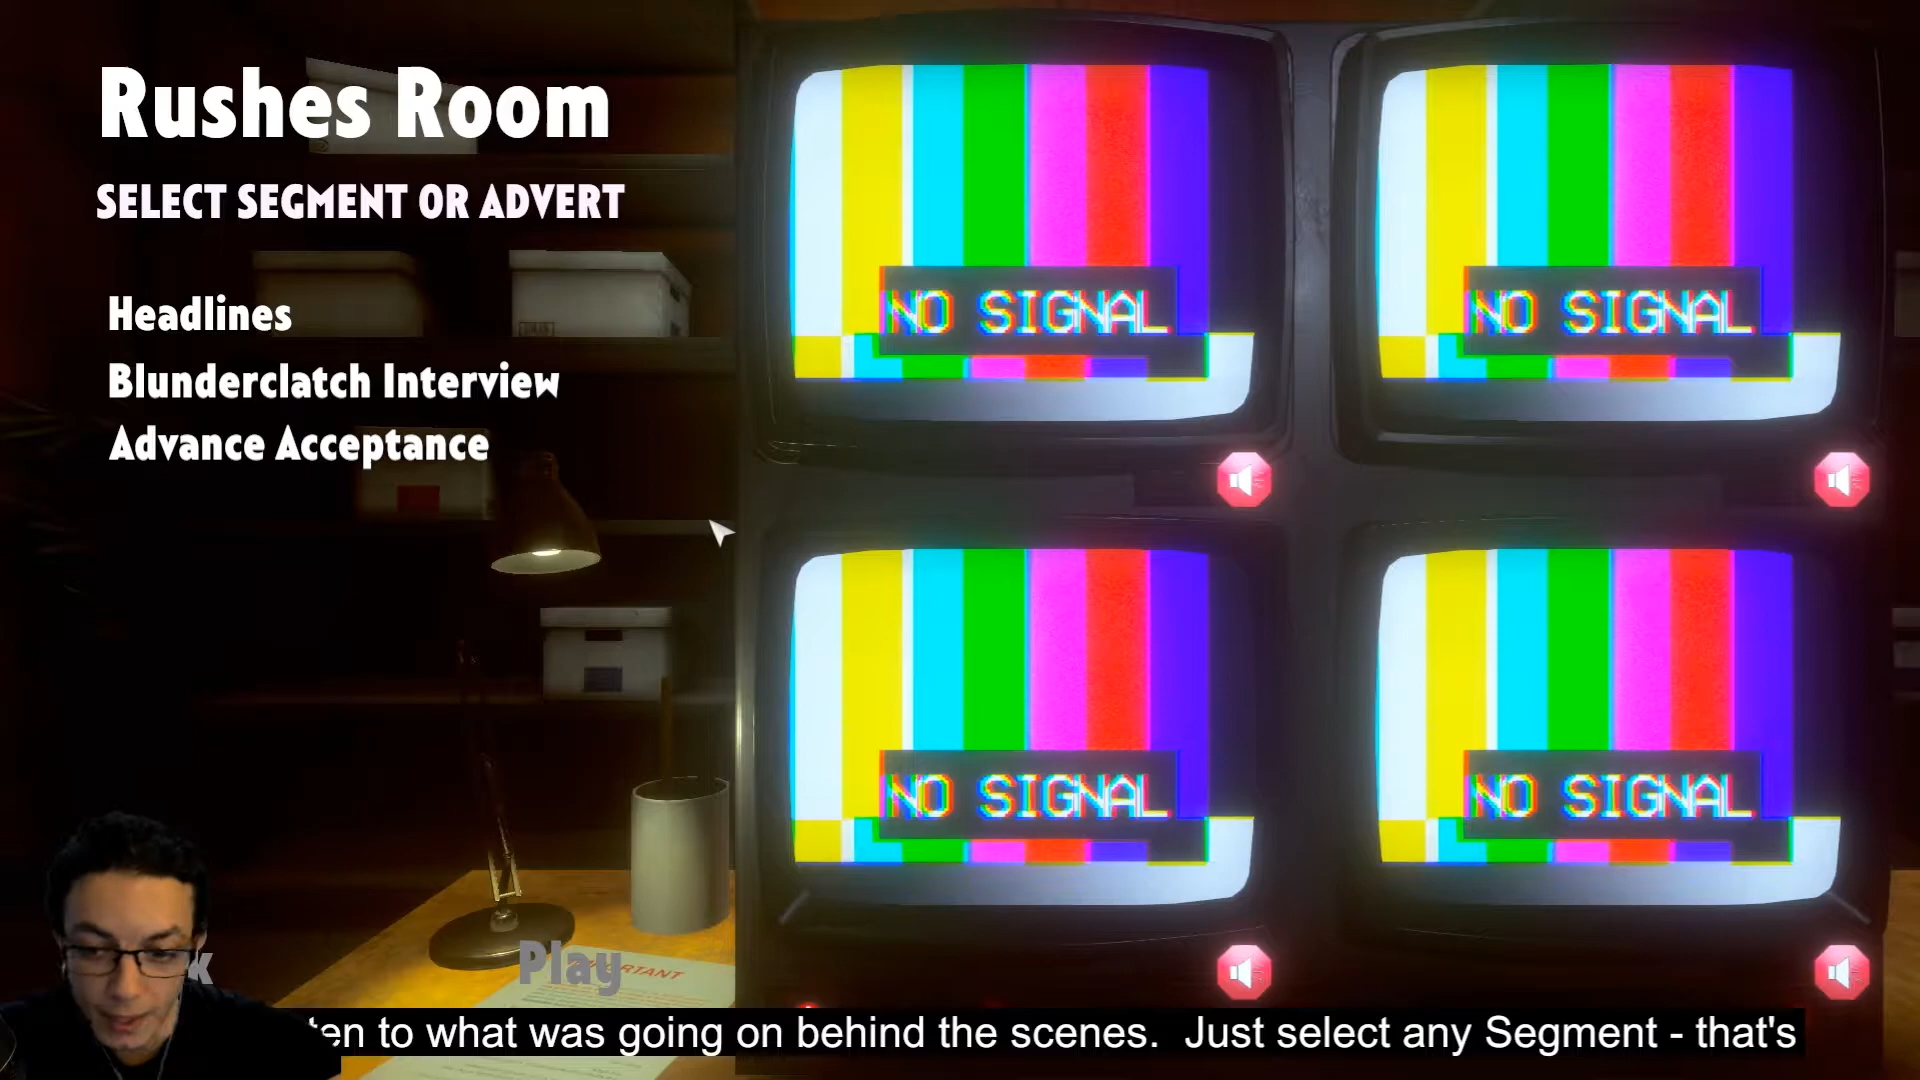 Rushes Room
SELECT SEGMENT OR ADVERT
Headlines
Blunderclatch Interview
Advance Acceptance
NO SIGNAL
NO SIGNAL
NO SIGNAL
NO SIGNAL
Play
ten to what was going on behind the scenes.  Just select any Segment - that's